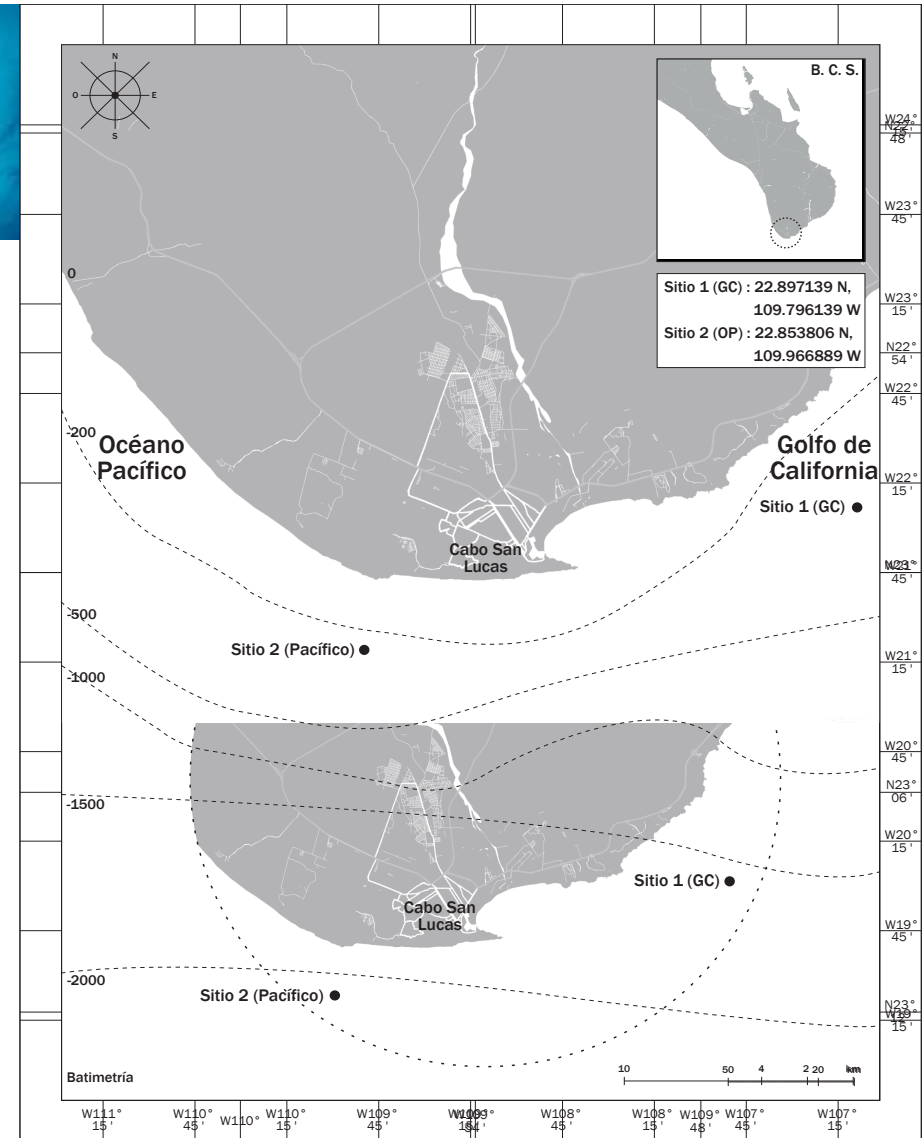 N
O
E
S
B. C. S.
0
Sitio 1 (GC) : 22.897139 N,
109.796139 W
Sitio 2 (OP) : 22.853806 N,
109.966889 W
-200
Océano
Pacífico
Golfo de
California
Sitio 1 (GC)
Cabo San
Lucas
-500
Sitio 2 (Pacífico)
-1000
-1500
Sitio 1 (GC)
Cabo San
Lucas
-2000
Sitio 2 (Pacífico)
Batimetría
10
50
4
2
20
km
W24°
48'
W23°
45'
W23°
15'
N22°
54'
W22°
45'
W22°
15'
45'
W21°
15'
W20°
45'
N23°
06'
W20°
15'
W19°
45'
N23°
15'
W111°
15'
W110°
45'
W110°
W110°
15'
W109°
45'
W108°
45'
W108°
15'
W109°
48'
W107°
45'
W107°
15'